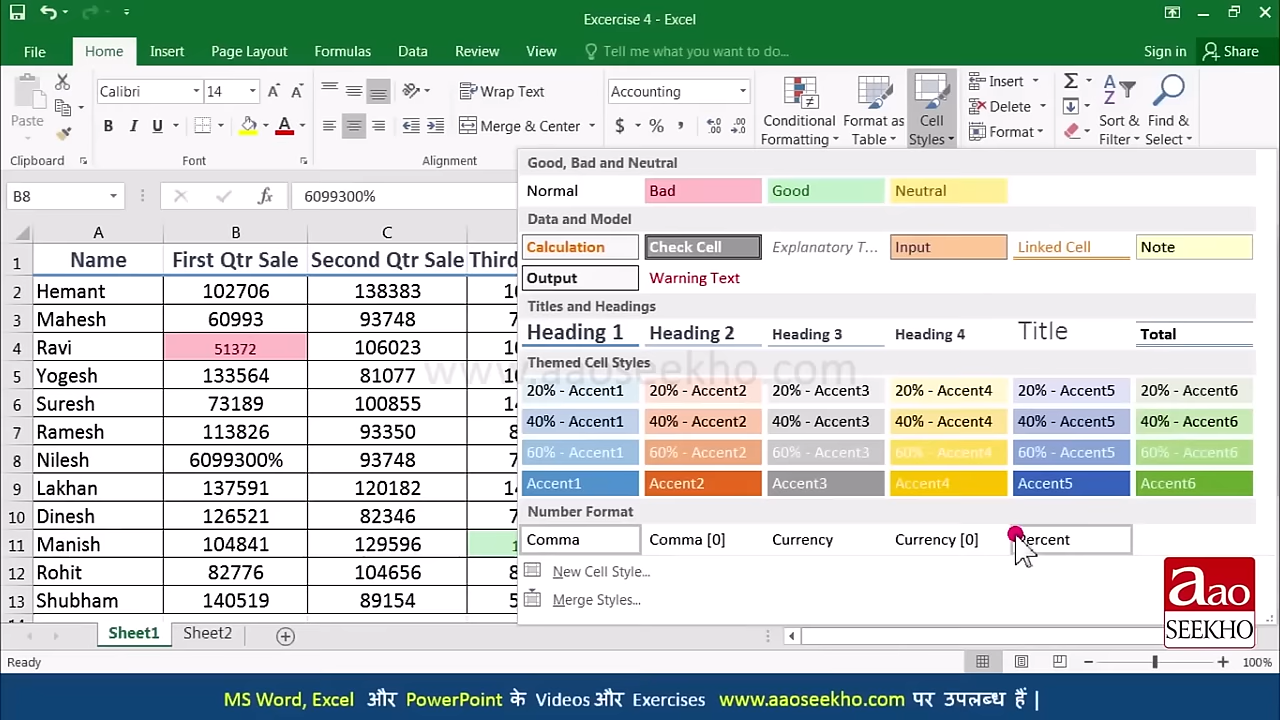 Excercise 4 - Excel
File Home Insert Page Layout Formulas Data Review View Tell me what you want to do... Sign in Share
Calibri 14 Wrap Text Accounting Insert
Paste B I U Merge & Center $ % , Conditional Formatting Format as Table Cell Styles Delete Format Sort & Filter Find & Select
Clipboard Font Alignment
B8 fx 6099300%
A B C
1 Name First Qtr Sale Second Qtr Sale Third
2 Hemant 102706 138383
3 Mahesh 60993 93748
4 Ravi 51372 106023
5 Yogesh 133564 81077
6 Suresh 73189 100855
7 Ramesh 113826 93350
8 Nilesh 6099300% 93748
9 Lakhan 137591 120182
10 Dinesh 126521 82346
11 Manish 104841 129596
12 Rohit 82776 104656
13 Shubham 140519 89154
Good, Bad and Neutral
Normal Bad Good Neutral
Data and Model
Calculation Check Cell Explanatory T... Input Linked Cell Note
Output Warning Text
Titles and Headings
Heading 1 Heading 2 Heading 3 Heading 4 Title Total
Themed Cell Styles
20% - Accent1 20% - Accent2 20% - Accent3 20% - Accent4 20% - Accent5 20% - Accent6
40% - Accent1 40% - Accent2 40% - Accent3 40% - Accent4 40% - Accent5 40% - Accent6
60% - Accent1 60% - Accent2 60% - Accent3 60% - Accent4 60% - Accent5 60% - Accent6
Accent1 Accent2 Accent3 Accent4 Accent5 Accent6
Number Format
Comma Comma [0] Currency Currency [0] Percent
New Cell Style...
Merge Styles...
www.aaoseekho.com
aao
SEEKHO
Sheet1 Sheet2
Ready 100%
MS Word, Excel और PowerPoint के Videos और Exercises www.aaoseekho.com पर उपलब्ध हैं |